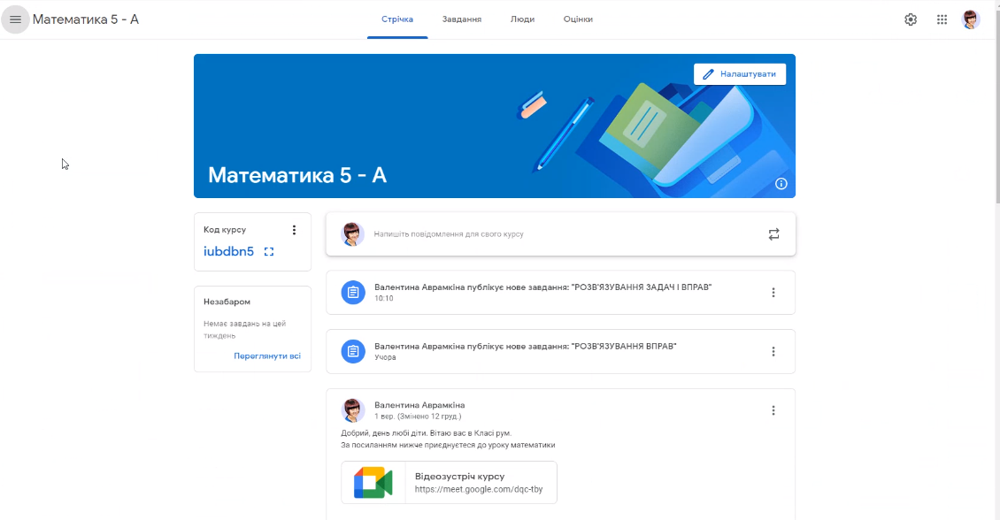 Математика 5 - А
Стрічка
Завдання
Люди
Оцінки
Налаштувати
Математика 5 - А
Код курсу
iubdbn5
Незабаром
Немає завдань на цей
тиждень
Переглянути всі
Напишіть повідомлення для свого курсу
Валентина Аврамкіна публікує нове завдання: "РОЗВ'ЯЗУВАННЯ ЗАДАЧ І ВПРАВ"
10:10
Валентина Аврамкіна публікує нове завдання: "РОЗВ'ЯЗУВАННЯ ВПРАВ"
Учора
Валентина Аврамкіна
1 вер. (Змінено 12 груд.)
Добрий, день любі діти. Вітаю вас в Класі рум.
За посиланням нижче приєднуєтеся до уроку математики
Відеозустріч курсу
https://meet.google.com/dqc-tby